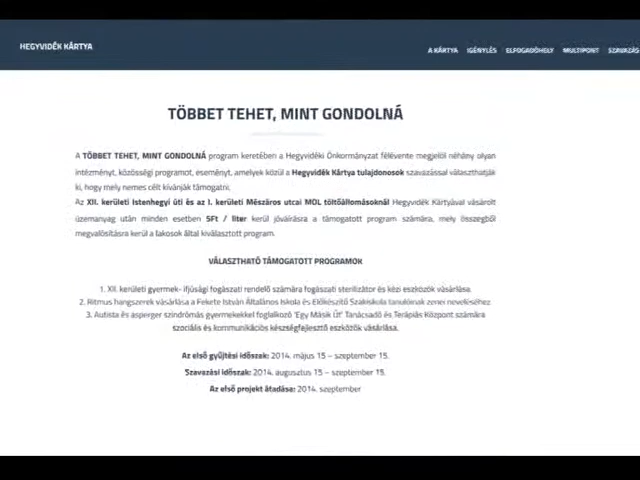 HEGYVIDÉK KÁRTYA
A KÁRTYA IGÉNYLÉS ELFOGADÓHELY MULTIPONT SZAVAZÁS
TÖBBET TEHET, MINT GONDOLNÁ
A TÖBBET TEHET, MINT GONDOLNÁ program keretében a Hegyvidéki Önkormányzat félévente megjelöl néhány olyan
intézményt, közösségi programot, eseményt, amelyek közül a Hegyvidék Kártya tulajdonosok szavazással választhatják
ki, hogy mely nemes célt kívánják támogatni.
Az XII. kerületi Istenhegyi úti és az I. kerületi Mészáros utcai MOL töltőállomásoknál Hegyvidék Kártyával vásárolt
üzemanyag után minden esetben 5Ft / liter kerül jóváírásra a támogatott program számára, mely összegből
megvalósításra kerül a lakosok által kiválasztott program.
VÁLASZTHATÓ TÁMOGATOTT PROGRAMOK
1. XII. kerületi gyermek- ifjúsági fogászati rendelő számára fogászati sterilizátor és kézi eszközök vásárlása.
2. Ritmus hangszerek vásárlása a Fekete István Általános Iskola és Előkészítő Szakiskola tanulóinak zenei neveléséhez.
3. Autista és asperger szindrómás gyermekekkel foglalkozó 'Egy Másik Út' Tanácsadó és Terápiás Központ számára
szociális és kommunikációs készségfejlesztő eszközök vásárlása.
Az első gyűjtési időszak: 2014. május 15 – szeptember 15.
Szavazási időszak: 2014. augusztus 15 – szeptember 15.
Az első projekt átadása: 2014. szeptember